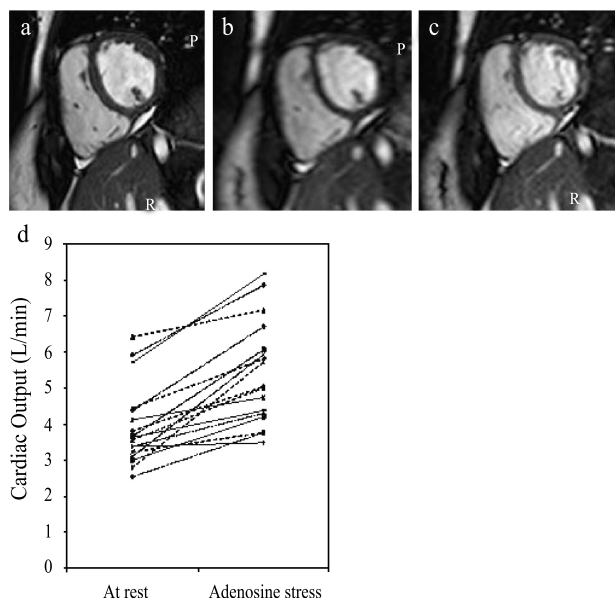 a
P
b
P
c
R
R
d
Cardiac Output (L/min)
9
8
7
6
5
4
3
2
1
0
At rest Adenosine stress